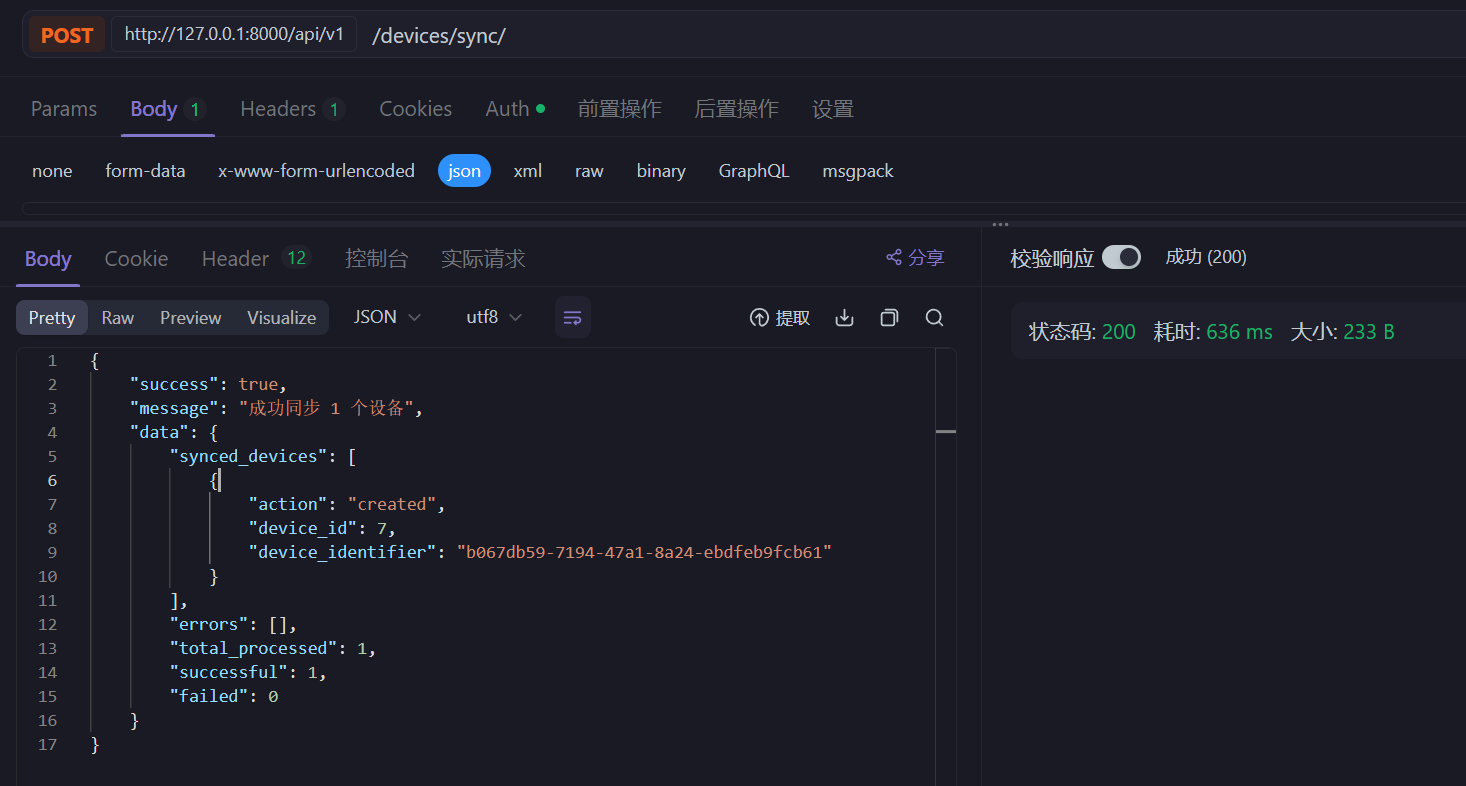 POST http://127.0.0.1:8000/api/v1 /devices/sync/
Params Body 1 Headers 1 Cookies Auth 前置操作 后置操作 设置
none form-data x-www-form-urlencoded json xml raw binary GraphQL msgpack
Body Cookie Header 12 控制台 实际请求 分享 校验响应 成功 (200)
Pretty Raw Preview Visualize JSON utf8 提取
状态码: 200 耗时: 636 ms 大小: 233 B
1 {
2 "success": true,
3 "message": "成功同步 1 个设备",
4 "data": {
5 "synced_devices": [
6 {
7 "action": "created",
8 "device_id": 7,
9 "device_identifier": "b067db59-7194-47a1-8a24-ebdfeb9fcb61"
10 }
11 ],
12 "errors": [],
13 "total_processed": 1,
14 "successful": 1,
15 "failed": 0
16 }
17 }